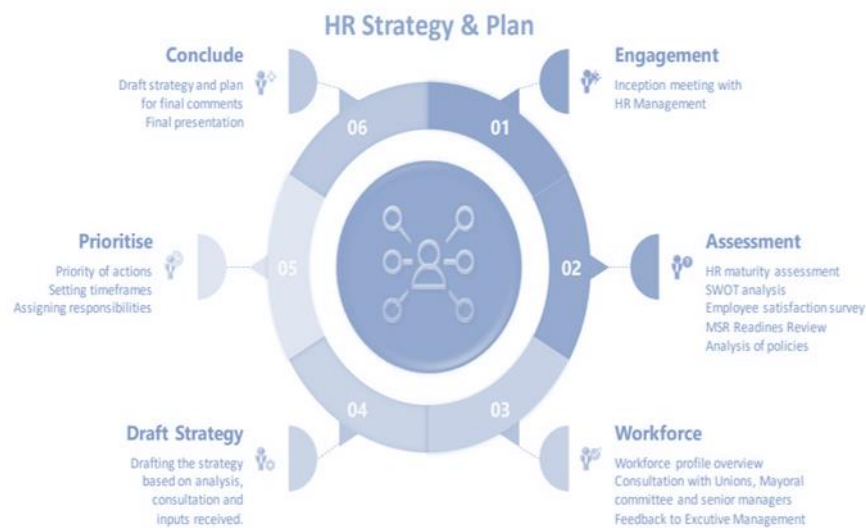 HR Strategy & Plan
01
Engagement
Inception meeting with
HR Management
02
Assessment
HR maturity assessment
SWOT analysis
Employee satisfaction survey
MSR Readines Review
Analysis of policies
03
Workforce
Workforce profile overview
Consultation with Unions, Mayoral
committee and senior managers
Feedback to Excutive Management
04
Draft Strategy
Drafting the strategy
based on analysis,
consultation and
inputs received.
05
Prioritise
Priority of actions
Setting timeframes
Assigning responsibilities
06
Conclude
Draft strategy and plan
for final comments
Final presentation